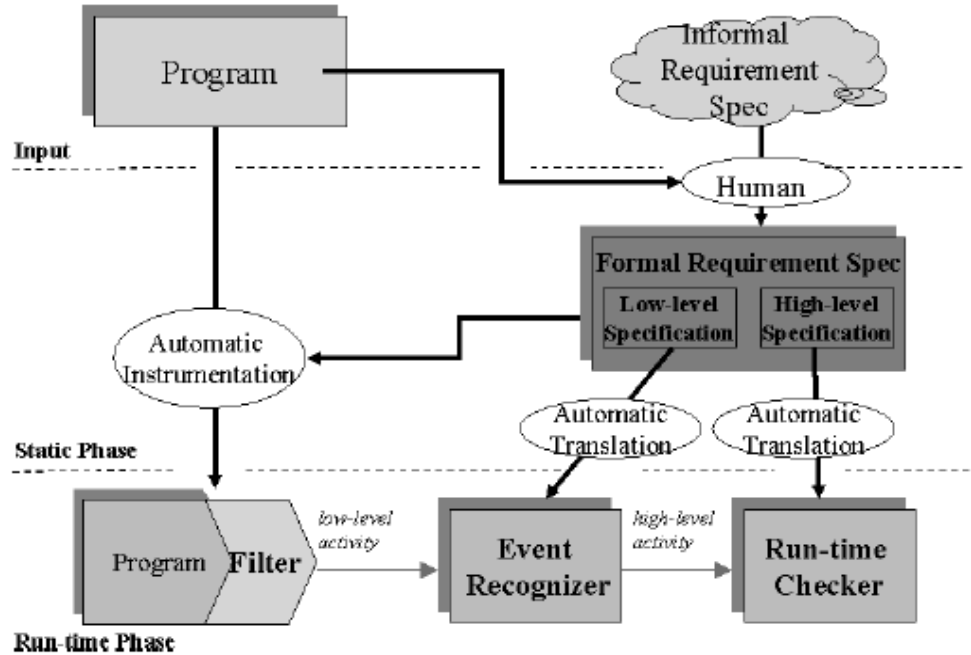 Program
Informal
Requirement
Spec
Input
Human
Formal Requirement Spec
Low-level
Specification
High-level
Specification
Automatic
Instrumentation
Automatic
Translation
Automatic
Translation
Static Phase
Program
Filter
low-level
activity
Event
Recognizer
high-level
activity
Run-time
Checker
Run-time Phase